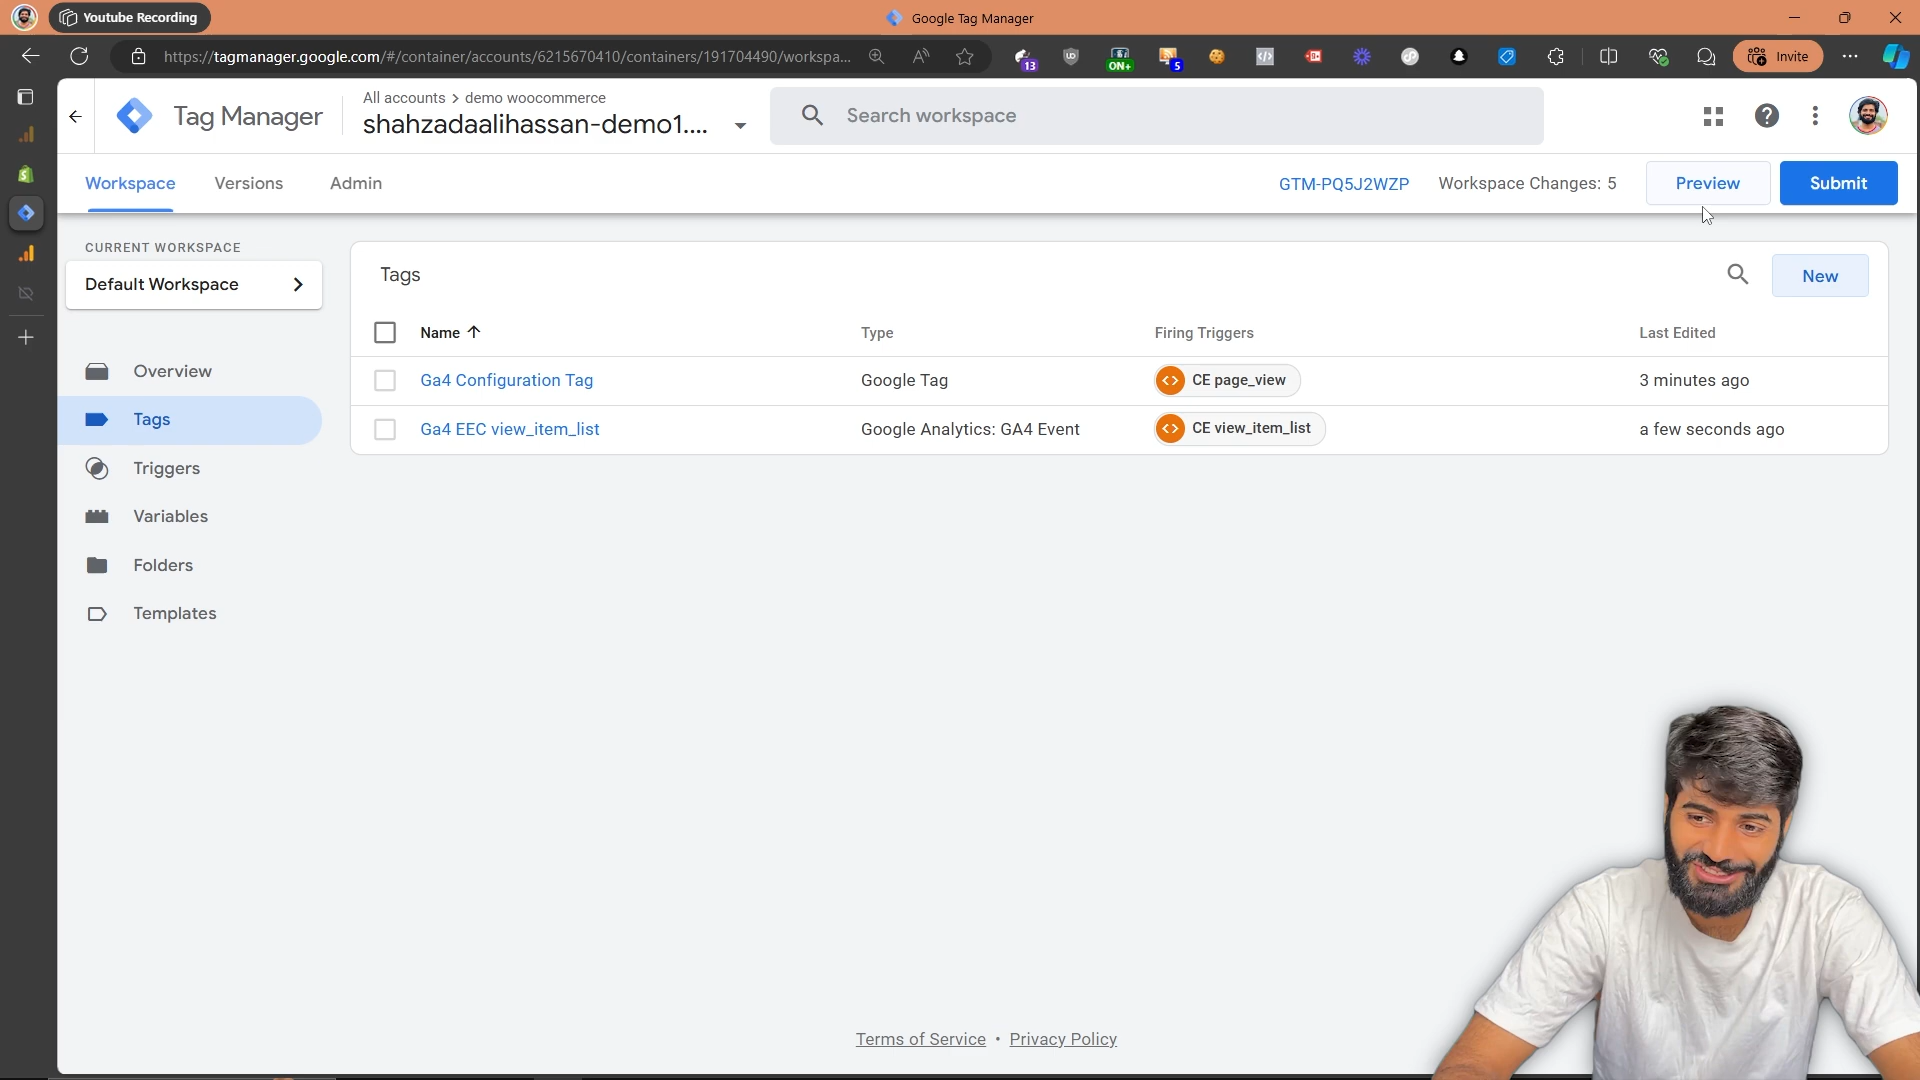 Youtube Recording
Google Tag Manager
https://tagmanager.google.com/#/container/accounts/6215670410/containers/191704490/workspa...
13
ON+
5
Invite
Tag Manager
All accounts > demo woocommerce
shahzadaalihassan-demo1....
Search workspace
Workspace
Versions
Admin
GTM-PQ5J2WZP
Workspace Changes: 5
Preview
Submit
CURRENT WORKSPACE
Default Workspace
Overview
Tags
Triggers
Variables
Folders
Templates
Tags
New
Name
Type
Firing Triggers
Last Edited
Ga4 Configuration Tag
Google Tag
CE page_view
3 minutes ago
Ga4 EEC view_item_list
Google Analytics: GA4 Event
CE view_item_list
a few seconds ago
Terms of Service • Privacy Policy